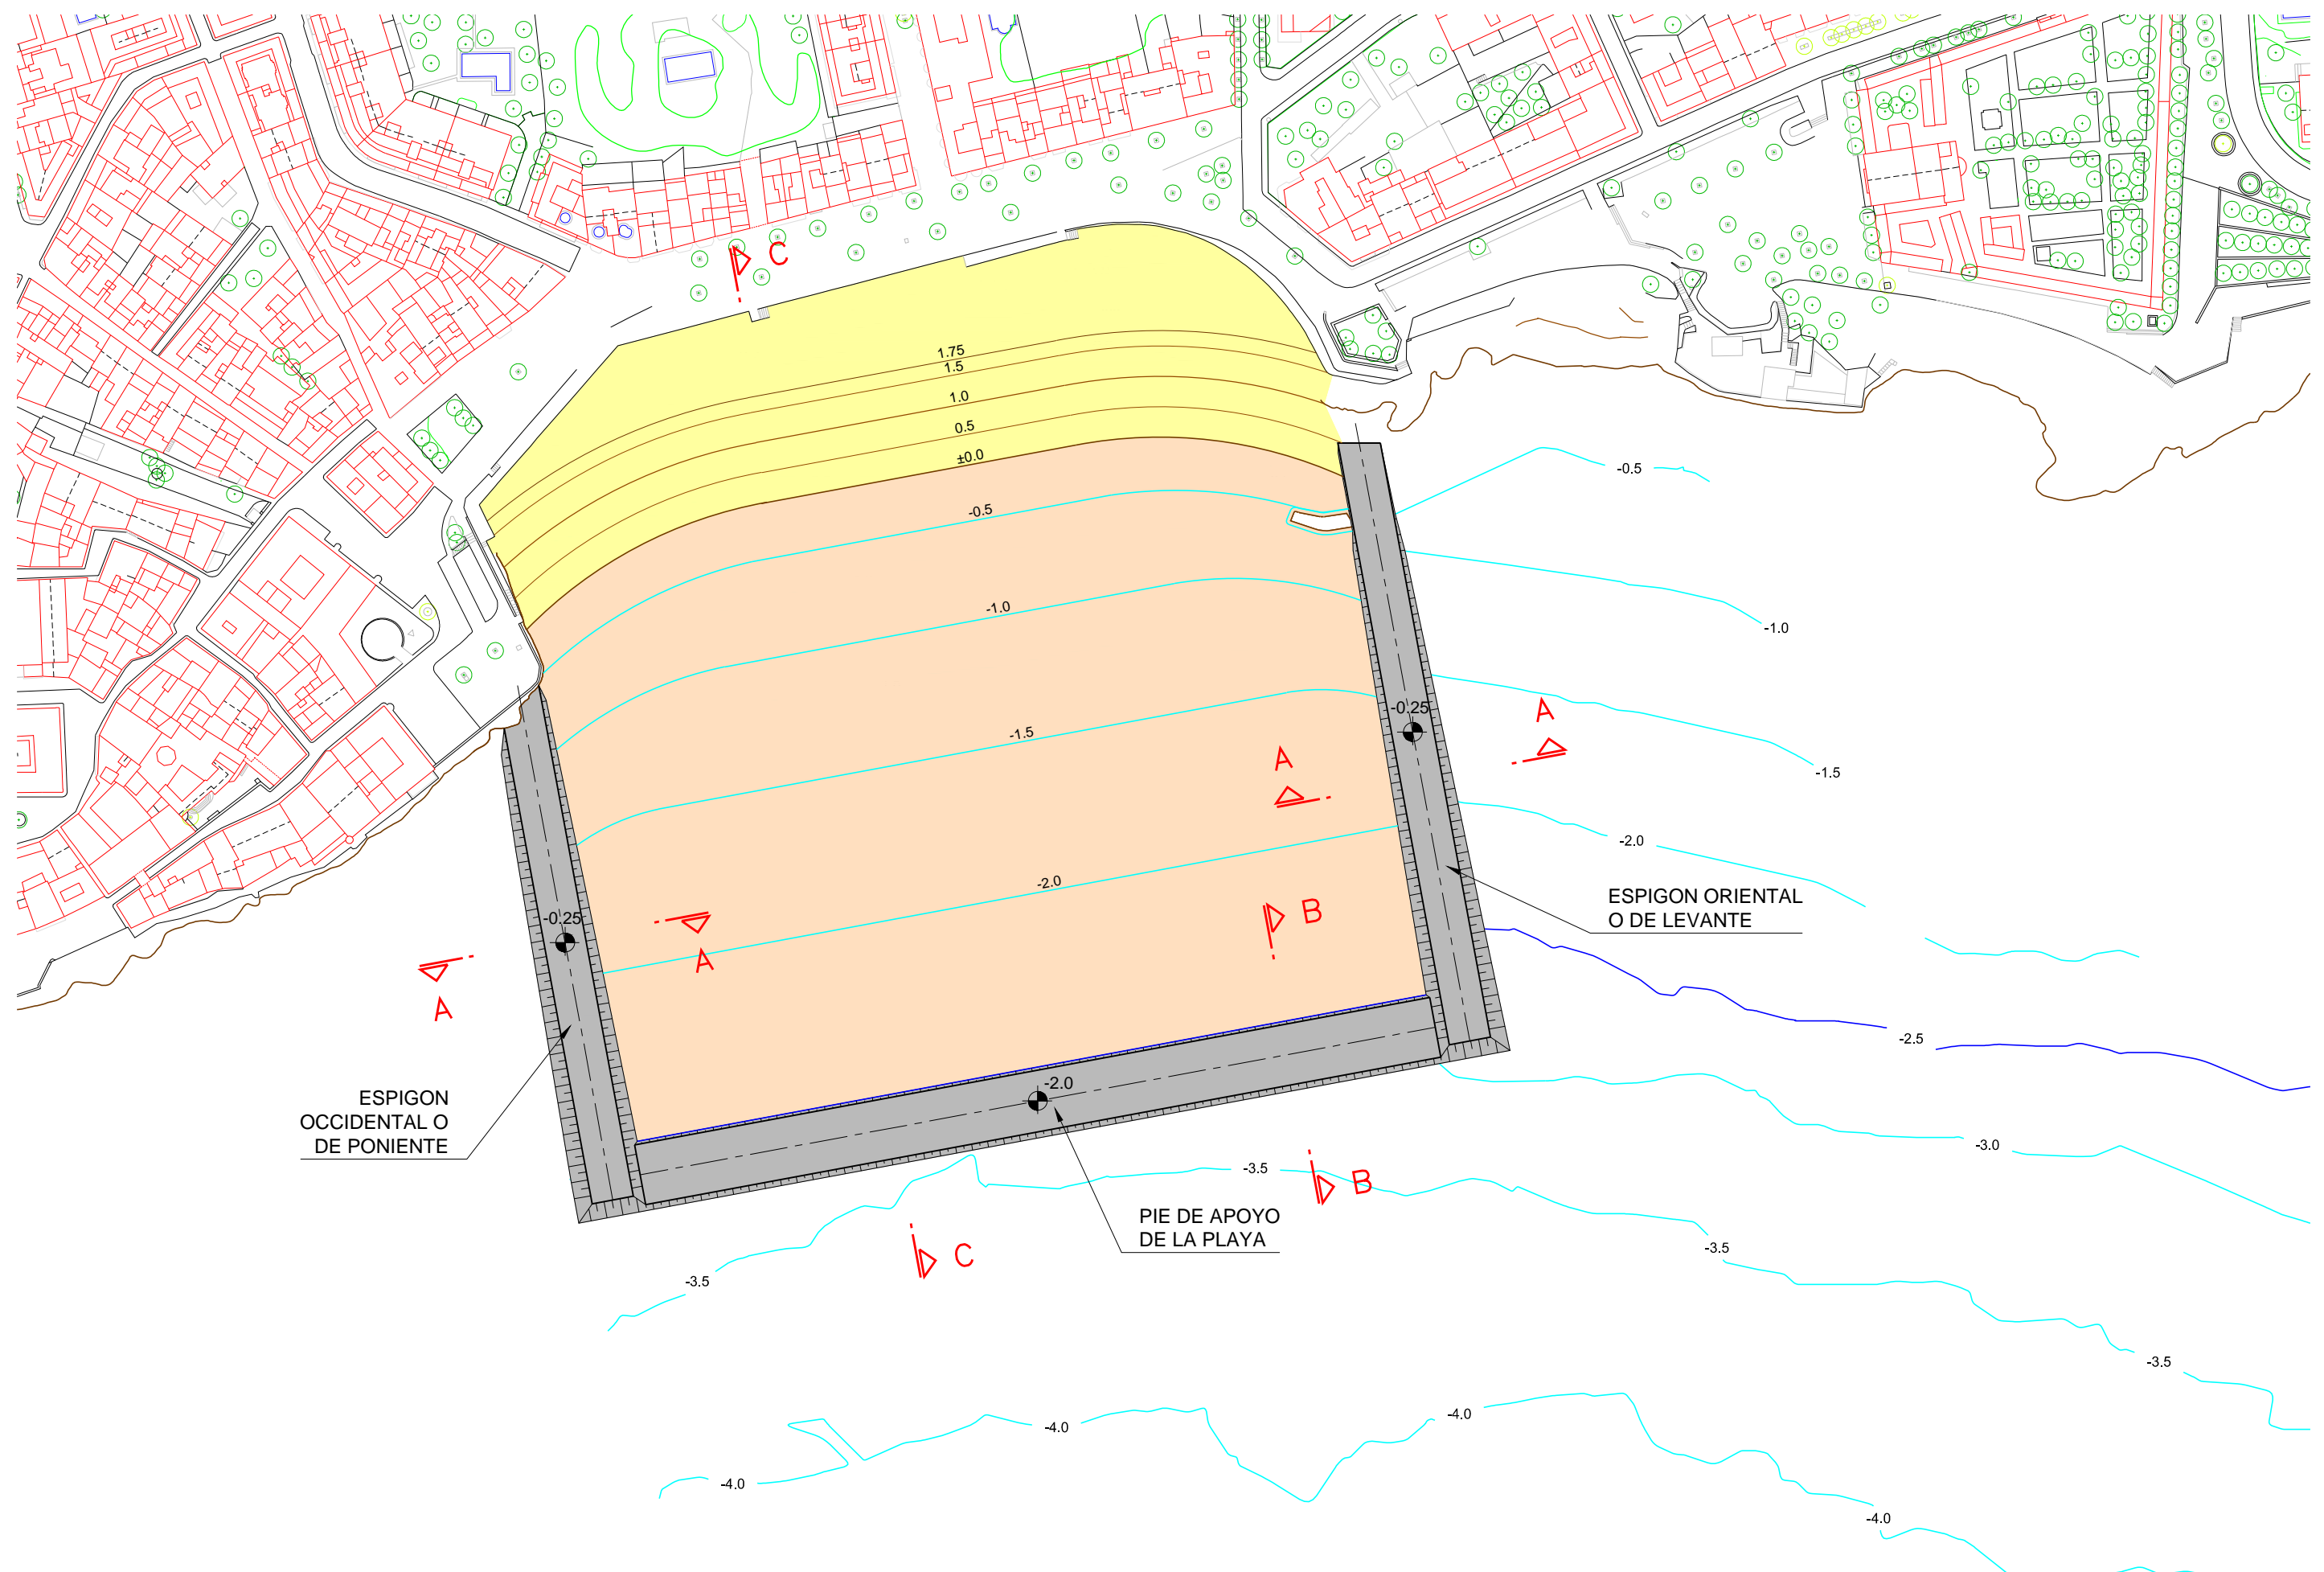 C
1.75
1.5
1.0
0.5
±0.0
-0.5
-0.5
-1.0
-1.0
-1.5
-1.5
-2.0
-2.0
-0.25
A
A
-0.25
A
A
B
ESPIGON ORIENTAL
O DE LEVANTE
-2.5
-2.0
ESPIGON
OCCIDENTAL O
DE PONIENTE
-3.0
-3.5
B
PIE DE APOYO
DE LA PLAYA
C
-3.5
-3.5
-3.5
-4.0
-4.0
-4.0
-4.0